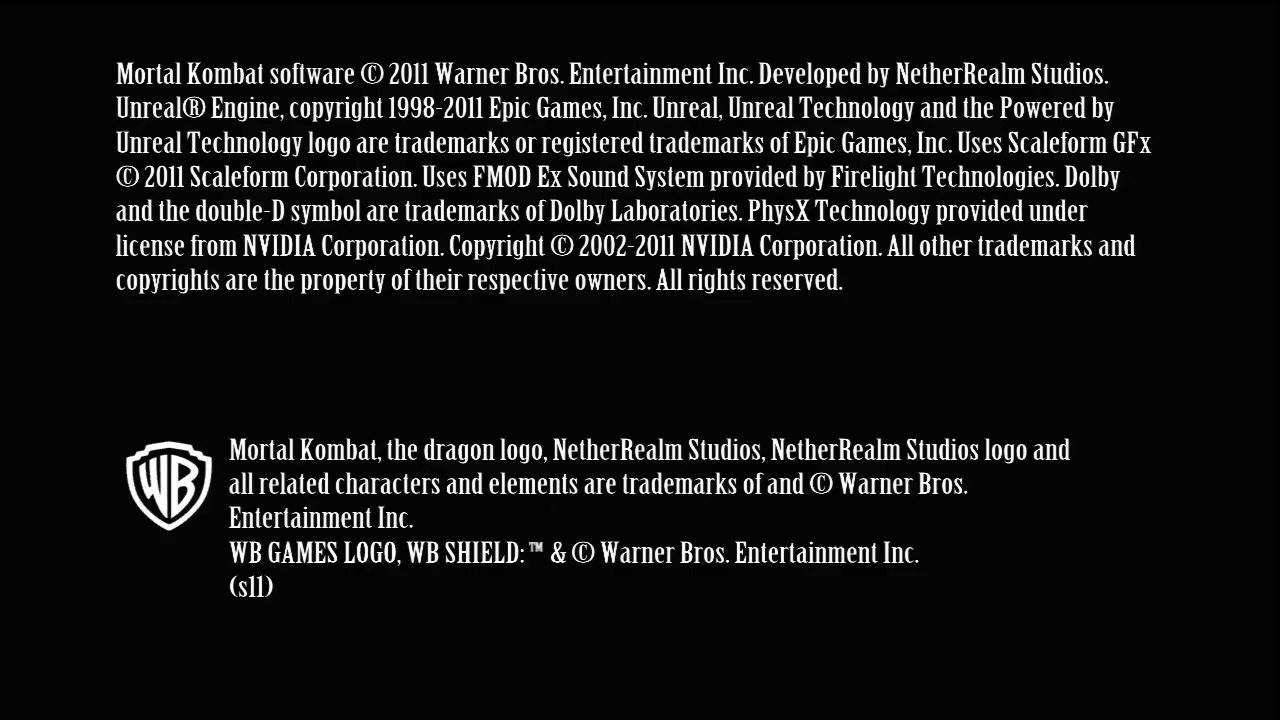 Mortal Kombat software © 2011 Warner Bros. Entertainment Inc. Developed by NetherRealm Studios.
Unreal® Engine, copyright 1998-2011 Epic Games, Inc. Unreal, Unreal Technology and the Powered by
Unreal Technology logo are trademarks or registered trademarks of Epic Games, Inc. Uses Scaleform GFx
© 2011 Scaleform Corporation. Uses FMOD Ex Sound System provided by Firelight Technologies. Dolby
and the double-D symbol are trademarks of Dolby Laboratories. PhysX Technology provided under
license from NVIDIA Corporation. Copyright © 2002-2011 NVIDIA Corporation. All other trademarks and
copyrights are the property of their respective owners. All rights reserved.
WB
Mortal Kombat, the dragon logo, NetherRealm Studios, NetherRealm Studios logo and
all related characters and elements are trademarks of and © Warner Bros.
Entertainment Inc.
WB GAMES LOGO, WB SHIELD: ™ & © Warner Bros. Entertainment Inc.
(s11)